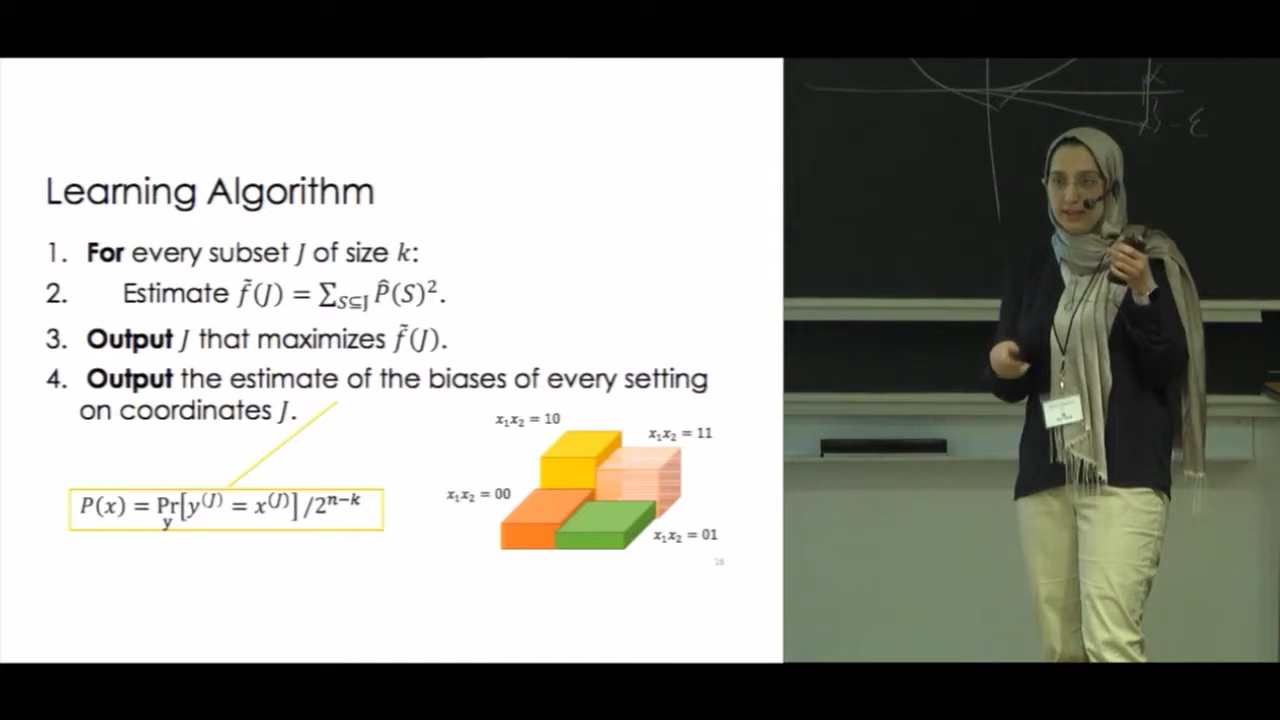 Learning Algorithm
1. For every subset J of size k:
2. Estimate f̃(J) = ∑_{S⊆J} P̂(S)².
3. Output J that maximizes f̃(J).
4. Output the estimate of the biases of every setting
on coordinates J.
x₁x₂ = 10
x₁x₂ = 11
x₁x₂ = 00
P(x) = Pr_y[y^(J) = x^(J)] / 2^{n−k}
x₁x₂ = 01
16
- ε